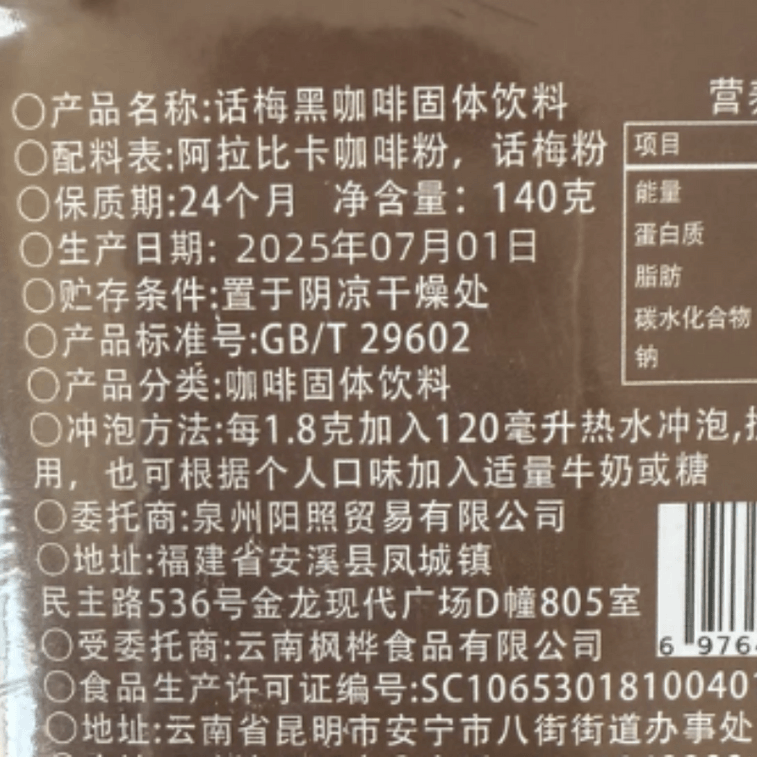 ○产品名称:话梅黑咖啡固体饮料
○配料表:阿拉比卡咖啡粉，话梅粉
○保质期:24个月 净含量：140克
○生产日期：2025年07月01日
○贮存条件:置于阴凉干燥处
○产品标准号:GB/T 29602
○产品分类:咖啡固体饮料
○冲泡方法:每1.8克加入120毫升热水冲泡,
用，也可根据个人口味加入适量牛奶或糖
○委托商:泉州阳照贸易有限公司
○地址:福建省安溪县凤城镇
民主路536号金龙现代广场D幢805室
○受委托商:云南枫桦食品有限公司
○食品生产许可证编号:SC10653018100401
○地址:云南省昆明市安宁市八街街道办事处
营
项目
能量
蛋白质
脂肪
碳水化合物
钠
6 976